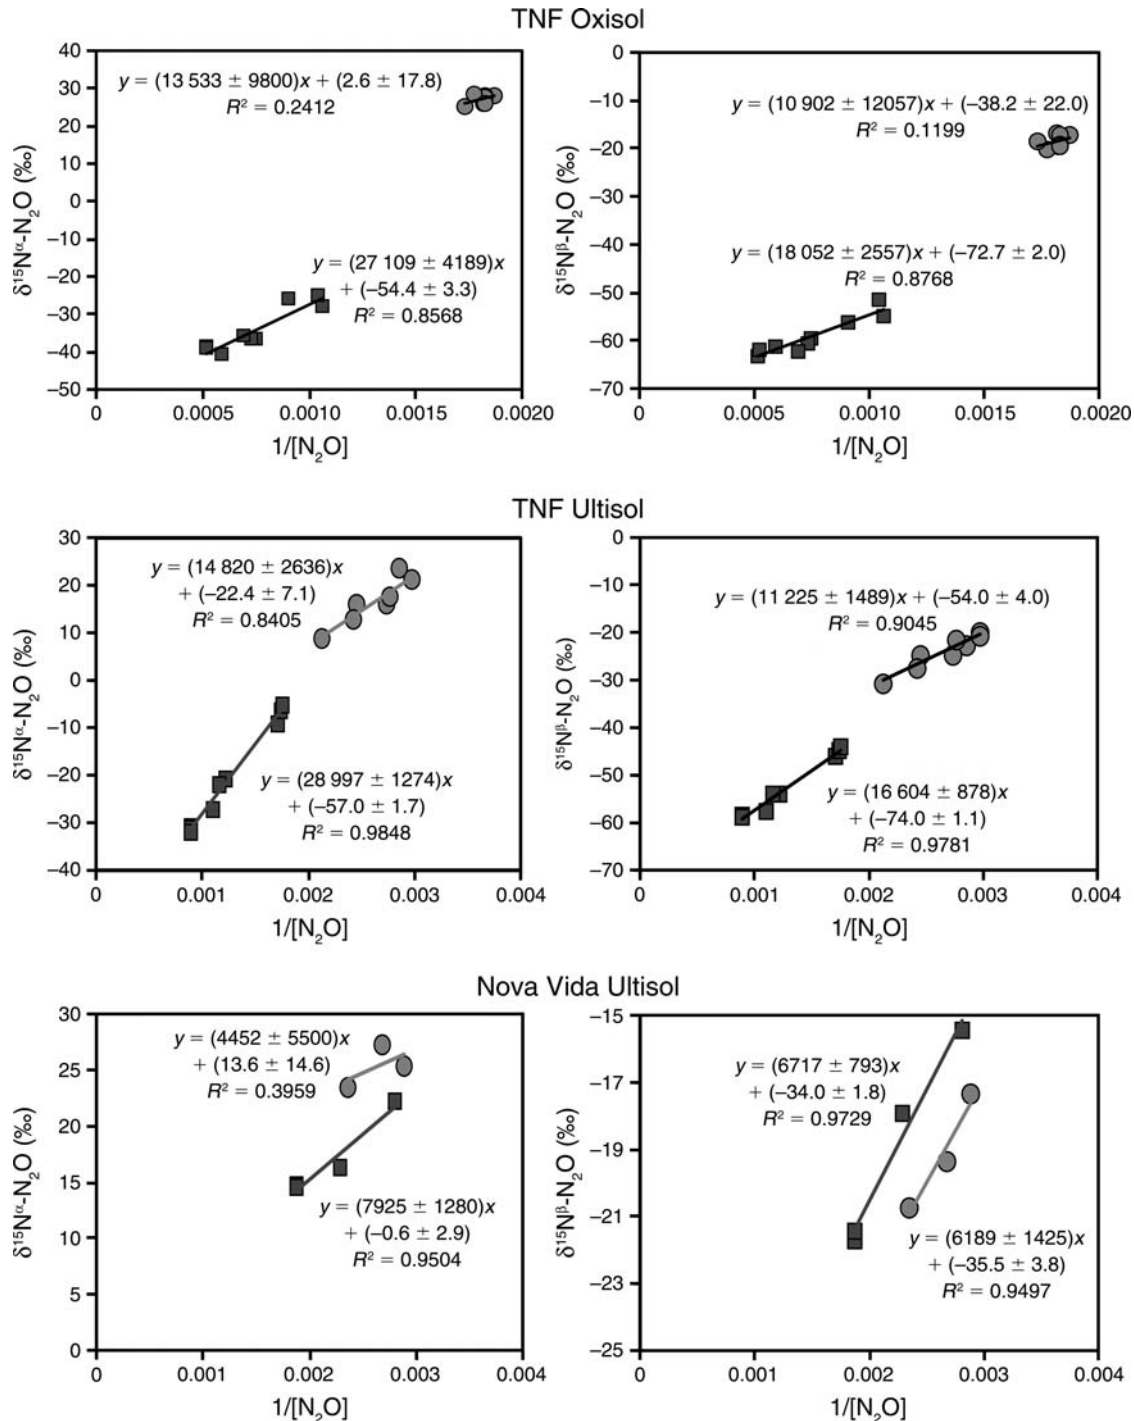 TNF Oxisol
40
30
20
10
0
−10
−20
−30
−40
−50
δ¹⁵Nᵅ-N₂O (‰)
y = (13 533 ± 9800)x + (2.6 ± 17.8)
R² = 0.2412
y = (27 109 ± 4189)x
+ (−54.4 ± 3.3)
R² = 0.8568
0 0.0005 0.0010 0.0015 0.0020
1/[N₂O]
0
−10
−20
−30
−40
−50
−60
−70
δ¹⁵Nᵝ-N₂O (‰)
y = (10 902 ± 12057)x + (−38.2 ± 22.0)
R² = 0.1199
y = (18 052 ± 2557)x + (−72.7 ± 2.0)
R² = 0.8768
0 0.0005 0.0010 0.0015 0.0020
1/[N₂O]
TNF Ultisol
30
20
10
0
−10
−20
−30
−40
δ¹⁵Nᵅ-N₂O (‰)
y = (14 820 ± 2636)x
+ (−22.4 ± 7.1)
R² = 0.8405
y = (28 997 ± 1274)x
+ (−57.0 ± 1.7)
R² = 0.9848
0 0.001 0.002 0.003 0.004
1/[N₂O]
0
−10
−20
−30
−40
−50
−60
−70
δ¹⁵Nᵝ-N₂O (‰)
y = (11 225 ± 1489)x + (−54.0 ± 4.0)
R² = 0.9045
y = (16 604 ± 878)x
+ (−74.0 ± 1.1)
R² = 0.9781
0 0.001 0.002 0.003 0.004
1/[N₂O]
Nova Vida Ultisol
30
25
20
15
10
5
0
δ¹⁵Nᵅ-N₂O (‰)
y = (4452 ± 5500)x
+ (13.6 ± 14.6)
R² = 0.3959
y = (7925 ± 1280)x
+ (−0.6 ± 2.9)
R² = 0.9504
0 0.001 0.002 0.003 0.004
1/[N₂O]
−15
−17
−19
−21
−23
−25
δ¹⁵Nᵝ-N₂O (‰)
y = (6717 ± 793)x
+ (−34.0 ± 1.8)
R² = 0.9729
y = (6189 ± 1425)x
+ (−35.5 ± 3.8)
R² = 0.9497
0 0.001 0.002 0.003 0.004
1/[N₂O]